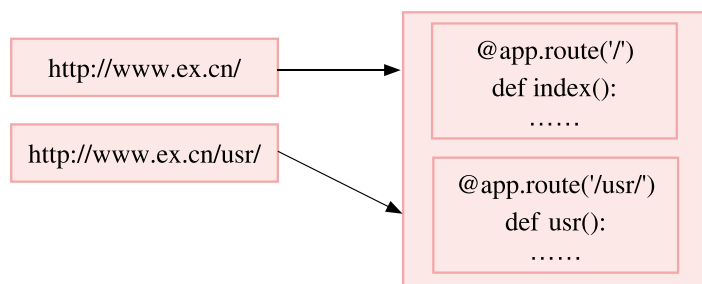 http://www.ex.cn/
http://www.ex.cn/usr/
@app.route('/')
def index():
……
@app.route('/usr/')
def usr():
……